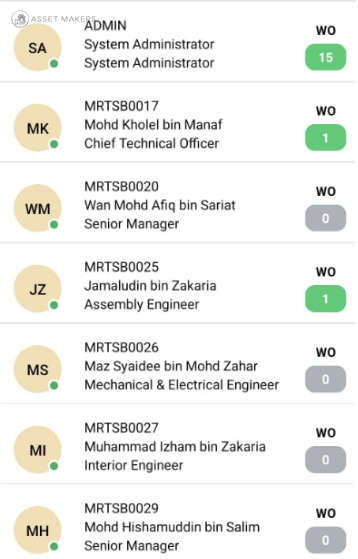 ASSET MAKERS
ADMIN
SA
System Administrator
System Administrator
WO
15
MRTSB0017
MK
Mohd Kholel bin Manaf
Chief Technical Officer
WO
1
MRTSB0020
WM
Wan Mohd Afiq bin Sariat
Senior Manager
WO
0
MRTSB0025
JZ
Jamaludin bin Zakaria
Assembly Engineer
WO
1
MRTSB0026
MS
Maz Syaidee bin Mohd Zahar
Mechanical & Electrical Engineer
WO
0
MRTSB0027
MI
Muhammad Izham bin Zakaria
Interior Engineer
WO
0
MRTSB0029
MH
Mohd Hishamuddin bin Salim
Senior Manager
WO
0